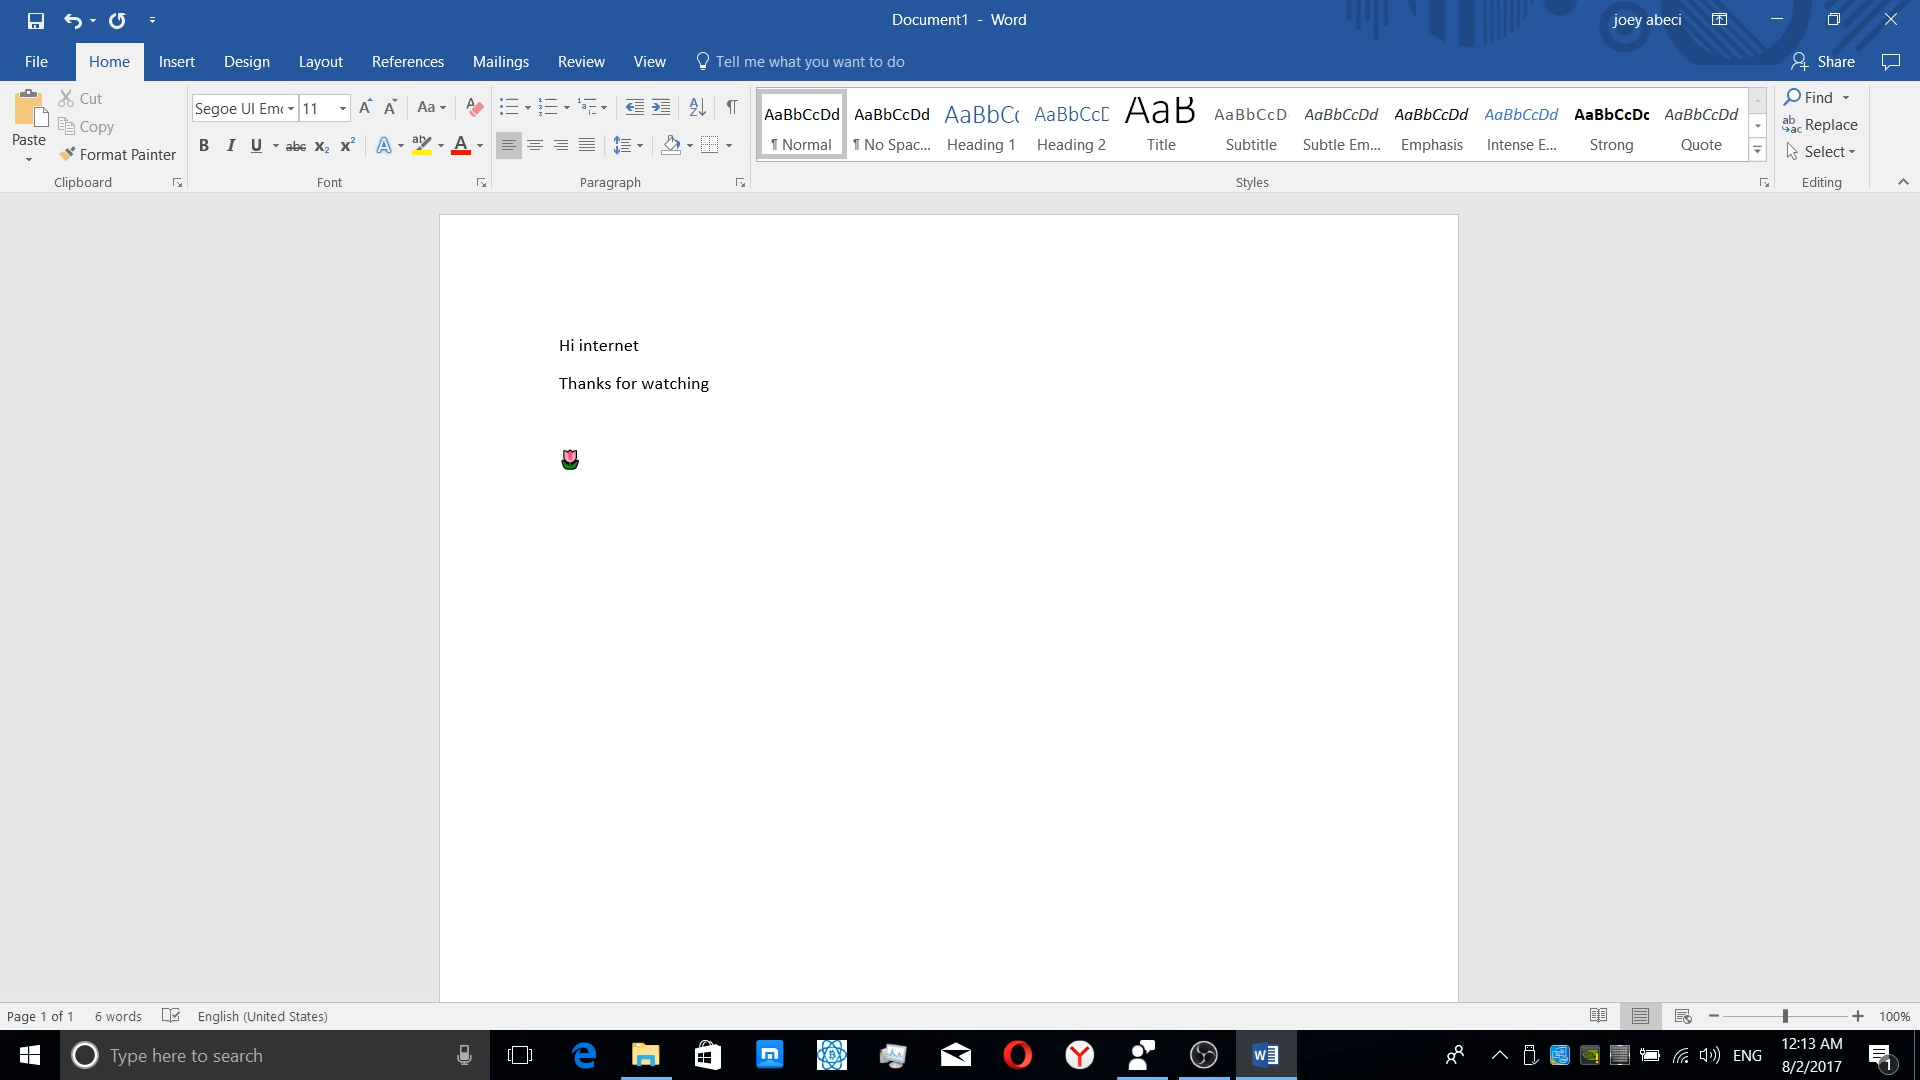 Document1 - Word
joey abeci
File Home Insert Design Layout References Mailings Review View Tell me what you want to do
Share
Paste
Cut
Copy
Format Painter
Clipboard
Segoe UI Em 11
Font
Paragraph
AaBbCcDd AaBbCcDd AaBbC AaBbCcD AaB AaBbCcD AaBbCcDd AaBbCcDd AaBbCcDd AaBbCcDc AaBbCcDd
¶ Normal ¶ No Spac... Heading 1 Heading 2 Title Subtitle Subtle Em... Emphasis Intense E... Strong Quote
Styles
Find
Replace
Select
Editing
Hi internet
Thanks for watching
🌷
Page 1 of 1 6 words English (United States)
100%
Type here to search
ENG
12:13 AM
8/2/2017
1